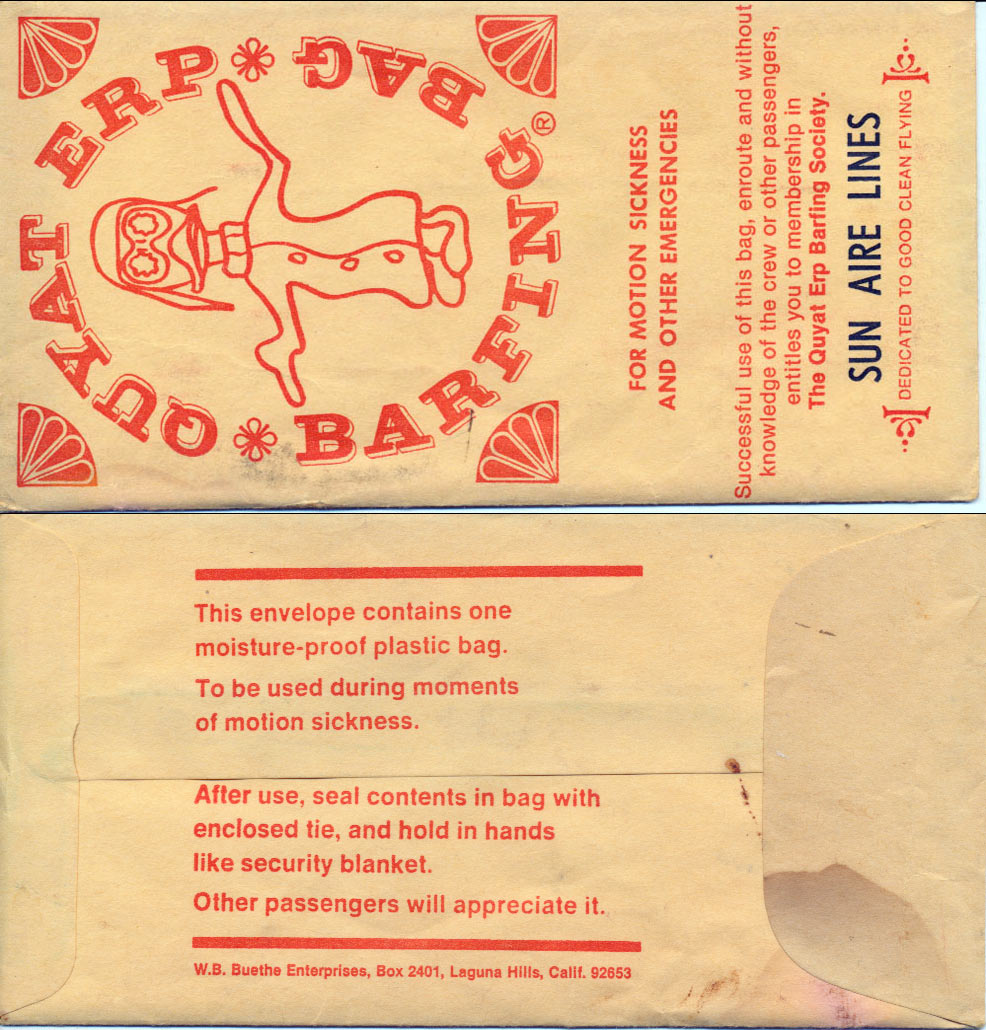 QUYAT ERP
BARFING BAG®
FOR MOTION SICKNESS
AND OTHER EMERGENCIES
Successful use of this bag, enroute and without
knowledge of the crew or other passengers,
entitles you to membership in
The Quyat Erp Barfing Society.
SUN AIRE LINES
DEDICATED TO GOOD CLEAN FLYING
This envelope contains one
moisture-proof plastic bag.
To be used during moments
of motion sickness.
After use, seal contents in bag with
enclosed tie, and hold in hands
like security blanket.
Other passengers will appreciate it.
W.B. Buethe Enterprises, Box 2401, Laguna Hills, Calif. 92653